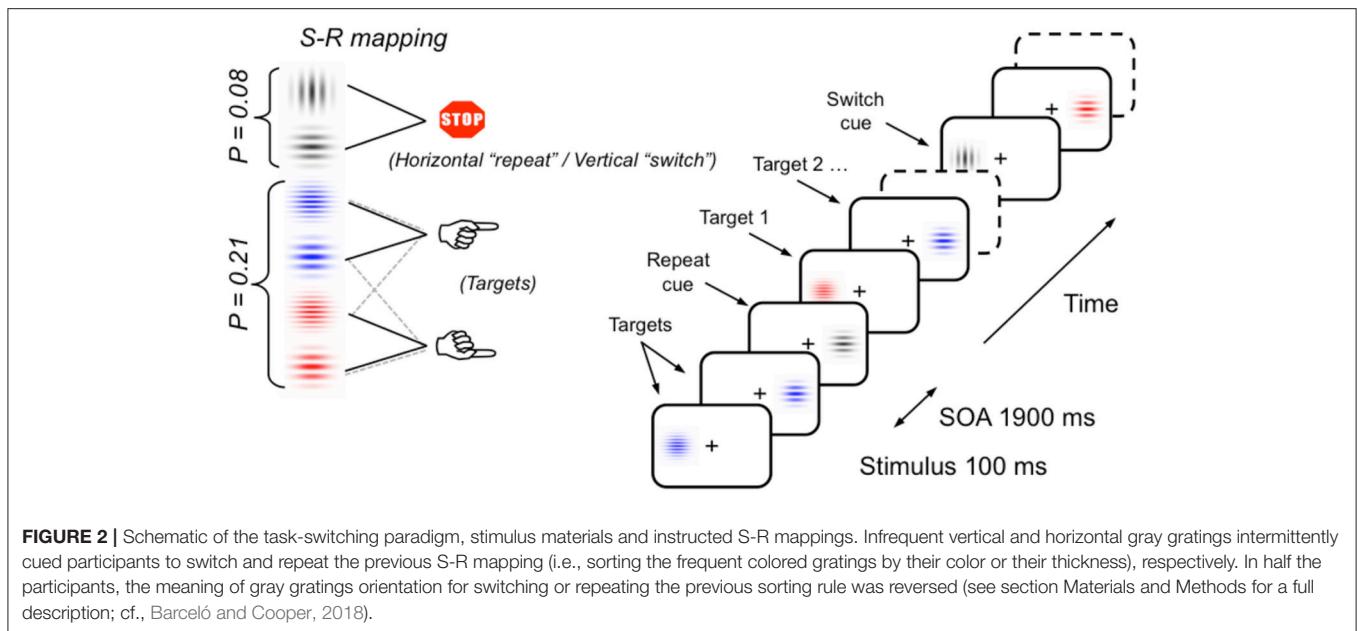 S-R mapping
P = 0.08
STOP
(Horizontal “repeat” / Vertical “switch”)
P = 0.21
(Targets)
Switch
cue
Target 2 ...
Target 1
Repeat
cue
Targets
Time
SOA 1900 ms
Stimulus 100 ms
FIGURE 2 | Schematic of the task-switching paradigm, stimulus materials and instructed S-R mappings. Infrequent vertical and horizontal gray gratings intermittently
cued participants to switch and repeat the previous S-R mapping (i.e., sorting the frequent colored gratings by their color or their thickness), respectively. In half the
participants, the meaning of gray gratings orientation for switching or repeating the previous sorting rule was reversed (see section Materials and Methods for a full
description; cf., Barceló and Cooper, 2018).